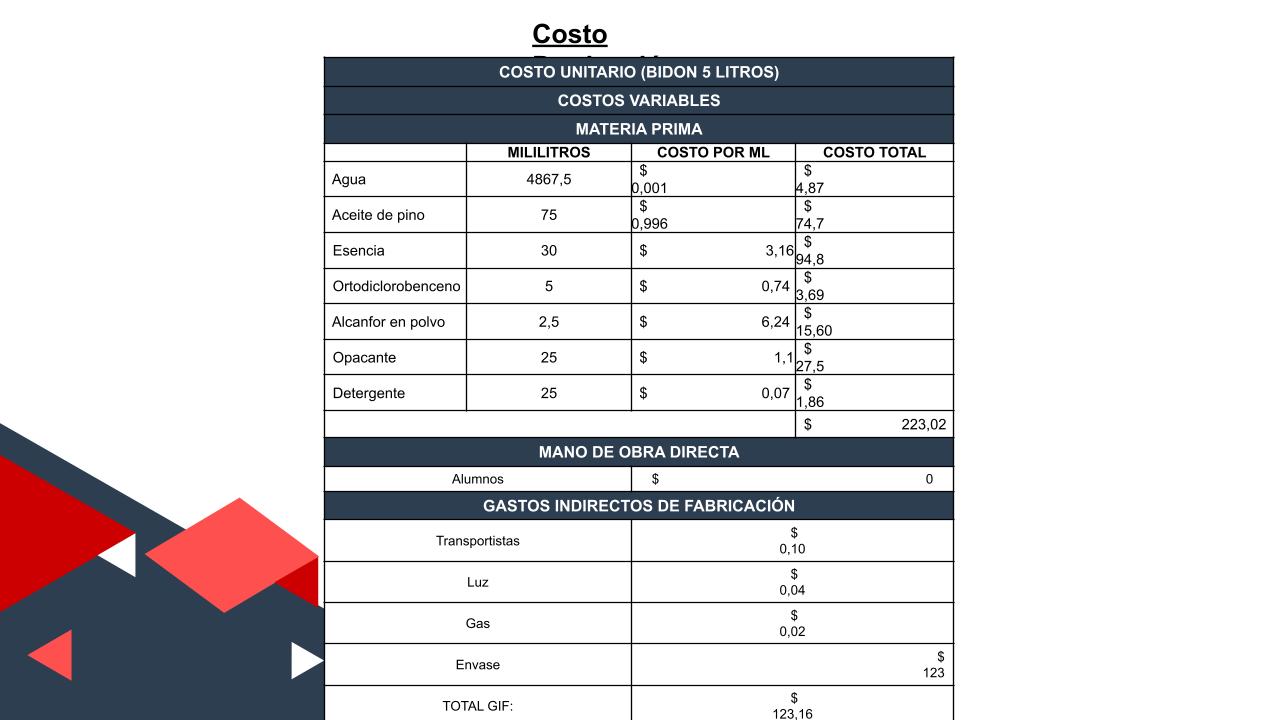 Costo
COSTO UNITARIO (BIDON 5 LITROS)
COSTOS VARIABLES
MATERIA PRIMA
MILILITROS COSTO POR ML COSTO TOTAL
Agua 4867,5 $ 0,001 $ 4,87
Aceite de pino 75 $ 0,996 $ 74,7
Esencia 30 $ 3,16 $ 94,8
Ortodiclorobenceno 5 $ 0,74 $ 3,69
Alcanfor en polvo 2,5 $ 6,24 $ 15,60
Opacante 25 $ 1,1 $ 27,5
Detergente 25 $ 0,07 $ 1,86
$ 223,02
MANO DE OBRA DIRECTA
Alumnos $ 0
GASTOS INDIRECTOS DE FABRICACIÓN
Transportistas $ 0,10
Luz $ 0,04
Gas $ 0,02
Envase $ 123
TOTAL GIF: $ 123,16